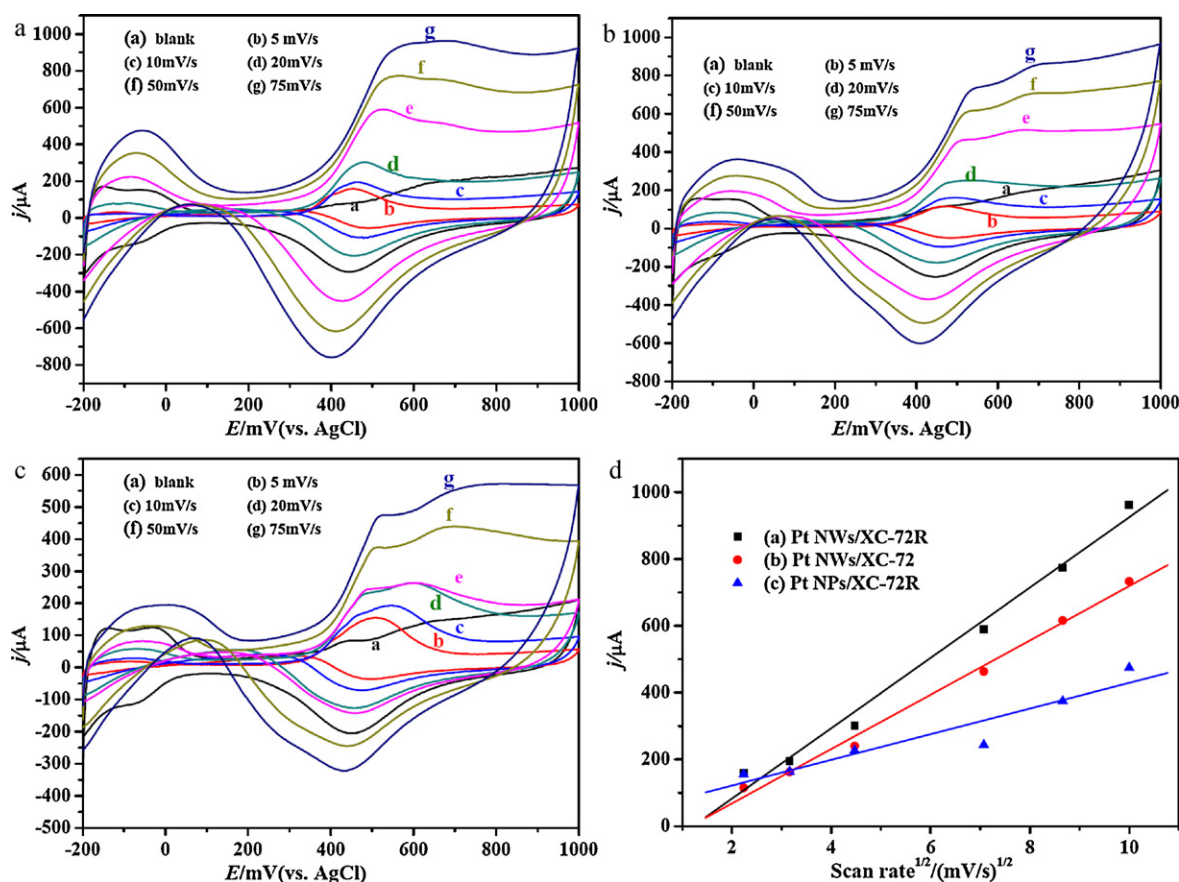 a
(a) blank (b) 5 mV/s
(c) 10mV/s (d) 20mV/s
(f) 50mV/s (g) 75mV/s
g
f
e
d
c
a
b
1000
800
600
400
200
0
-200
-400
-600
-800
j/μA
-200 0 200 400 600 800 1000
E/mV(vs. AgCl)
b
(a) blank (b) 5 mV/s
(c) 10mV/s (d) 20mV/s
(f) 50mV/s (g) 75mV/s
g
f
e
d
a
c
b
1000
800
600
400
200
0
-200
-400
-600
-800
j/μA
-200 0 200 400 600 800 1000
E/mV(vs. AgCl)
c
(a) blank (b) 5 mV/s
(c) 10mV/s (d) 20mV/s
(f) 50mV/s (g) 75mV/s
g
f
e
d
c
a
b
600
500
400
300
200
100
0
-100
-200
-300
-400
-500
j/μA
-200 0 200 400 600 800 1000
E/mV(vs. AgCl)
d
(a) Pt NWs/XC-72R
(b) Pt NWs/XC-72
(c) Pt NPs/XC-72R
1000
800
600
400
200
0
j/μA
2 4 6 8 10
Scan rate^1/2/(mV/s)^1/2